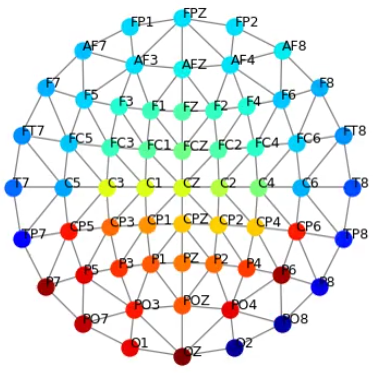 FPZ
FP1 FP2
AF7 AF8
AF3 AFZ AF4
F7 F5 F3 F1 FZ F2 F4 F6 F8
FT7 FC5 FC3 FC1 FCZ FC2 FC4 FC6 FT8
T7 C5 C3 C1 CZ C2 C4 C6 T8
TP7 CP5 CP3 CP1 CPZ CP2 CP4 CP6 TP8
P7 P5 P3 P1 PZ P2 P4 P6 P8
PO7 PO3 POZ PO4 PO8
O1 OZ O2